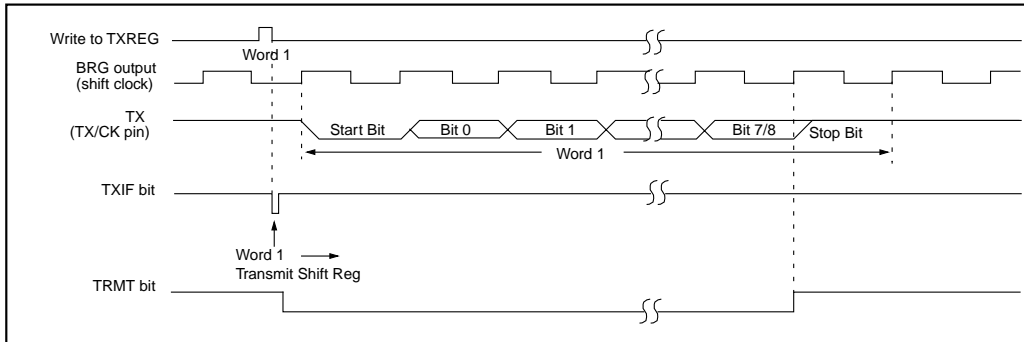 Write to TXREG
Word 1
BRG output
(shift clock)
TX
(TX/CK pin)
Start Bit
Bit 0
Bit 1
Bit 7/8
Stop Bit
Word 1
TXIF bit
Word 1
Transmit Shift Reg
TRMT bit